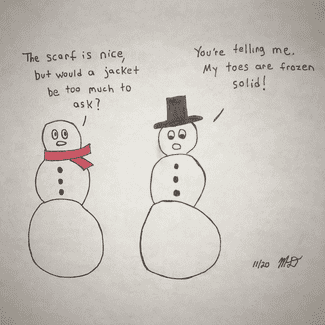 The scarf is nice,
but would a jacket
be too much to
ask?
You're telling me.
My toes are frozen
solid!
11/20